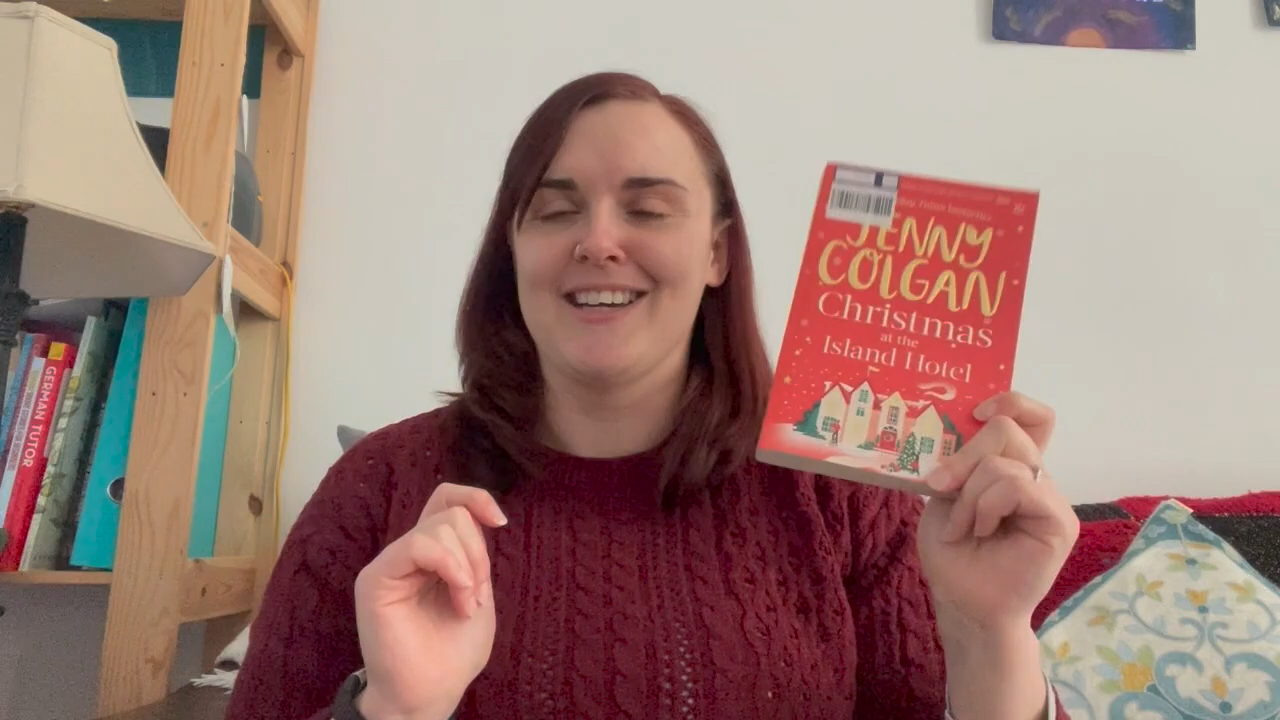 JENNY
COLGAN
Christmas
at the
Island Hotel
GERMAN TUTOR